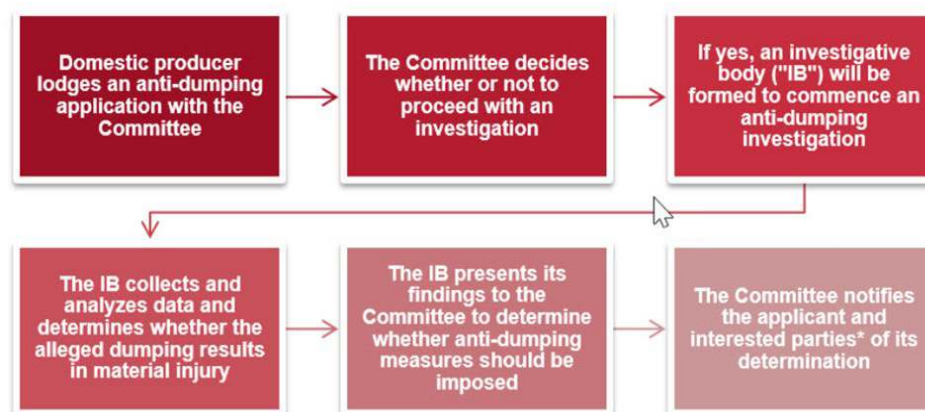 Domestic producer
lodges an anti-dumping
application with the
Committee
The Committee decides
whether or not to
proceed with an
investigation
If yes, an investigative
body ("IB") will be
formed to commence an
anti-dumping
investigation
The IB collects and
analyzes data and
determines whether the
alleged dumping results
in material injury
The IB presents its
findings to the
Committee to determine
whether anti-dumping
measures should be
imposed
The Committee notifies
the applicant and
interested parties* of its
determination